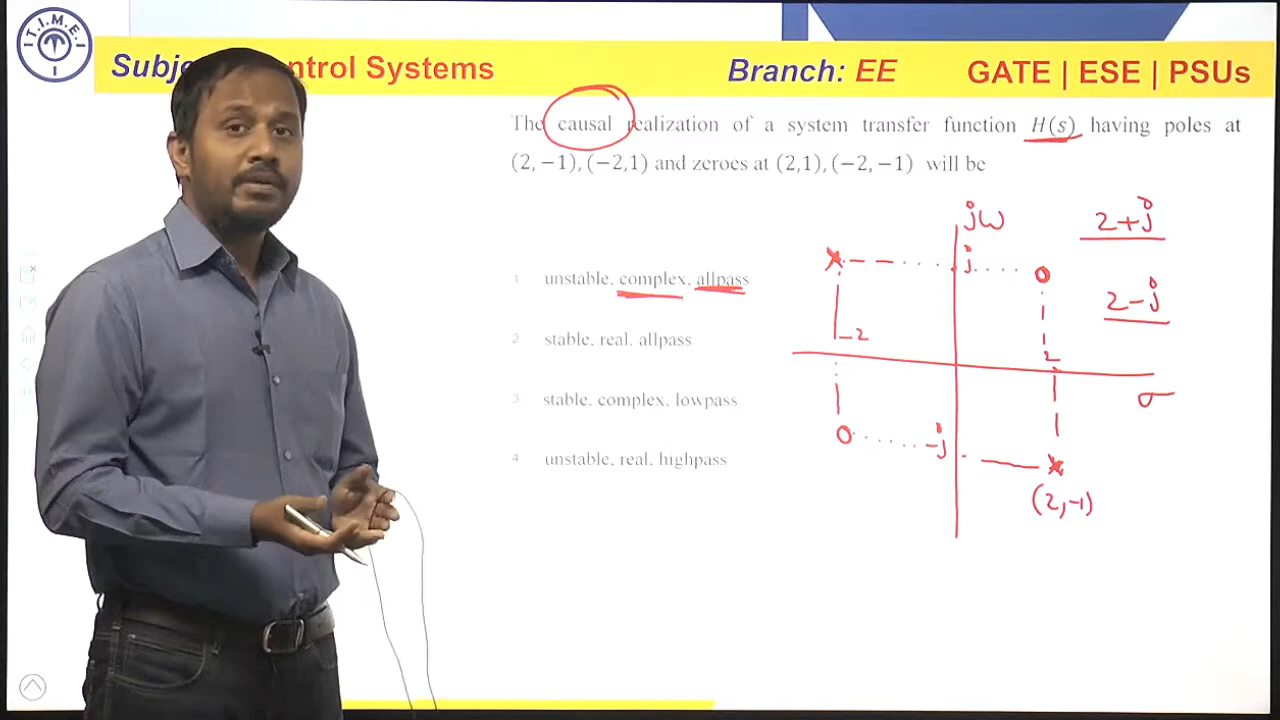 I T.I.M.E I
Subje ntrol Systems
Branch: EE
GATE | ESE | PSUs
The causal realization of a system transfer function H(s) having poles at
(2, −1), (−2,1) and zeroes at (2,1), (−2, −1) will be
1 unstable, complex, allpass
2 stable, real, allpass
3 stable, complex, lowpass
4 unstable, real, highpass
jω
2+j
j
2-j
-2
2
σ
-j
(2,-1)